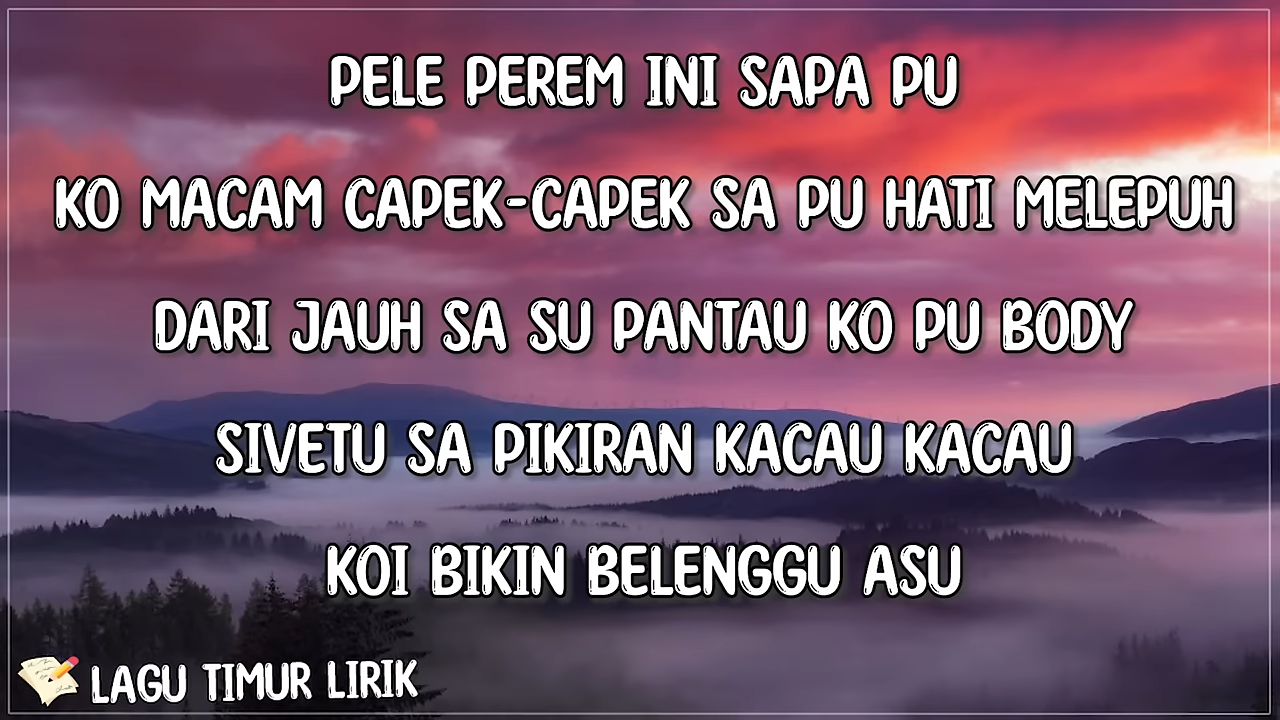 PELE PEREM INI SAPA PU
KO MACAM CAPEK-CAPEK SA PU HATI MELEPUH
DARI JAUH SA SU PANTAU KO PU BODY
SIVETU SA PIKIRAN KACAU KACAU
KOI BIKIN BELENGGU ASU
LAGU TIMUR LIRIK